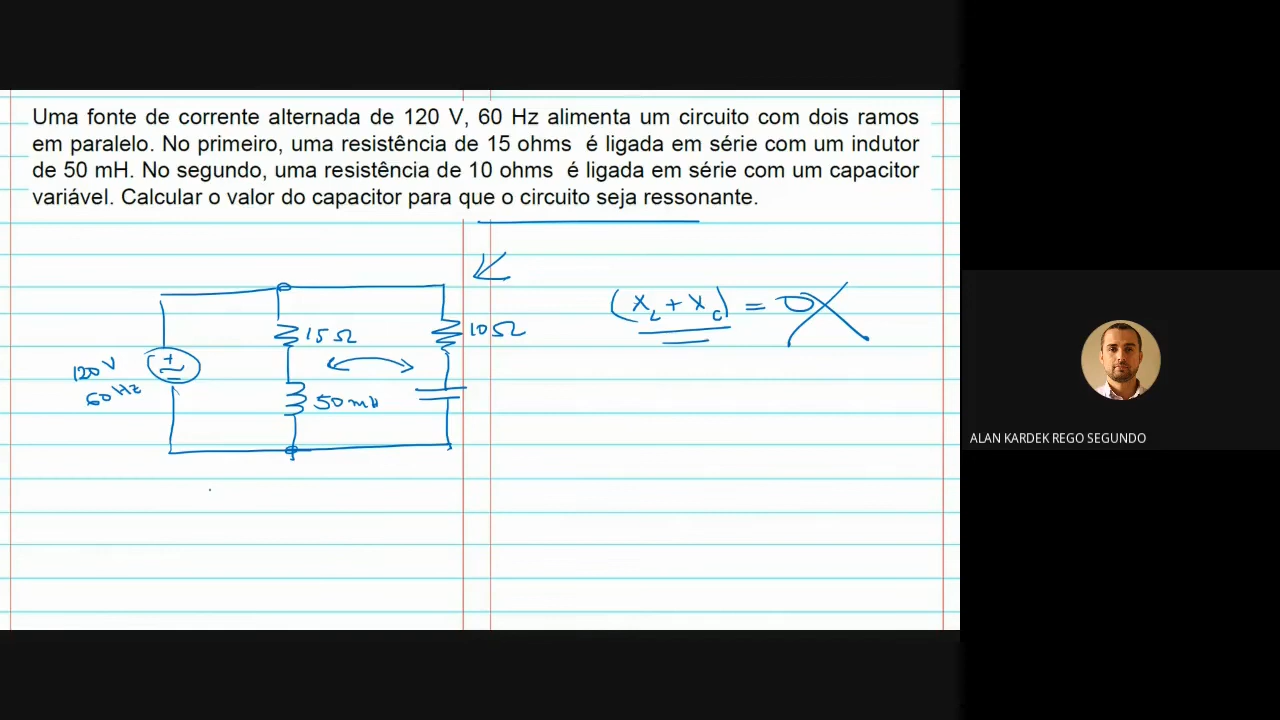 Uma fonte de corrente alternada de 120 V, 60 Hz alimenta um circuito com dois ramos
em paralelo. No primeiro, uma resistência de 15 ohms é ligada em série com um indutor
de 50 mH. No segundo, uma resistência de 10 ohms é ligada em série com um capacitor
variável. Calcular o valor do capacitor para que o circuito seja ressonante.
(X_L + X_C) = 0
15Ω
10Ω
120V
60Hz
50mH
ALAN KARDEK REGO SEGUNDO